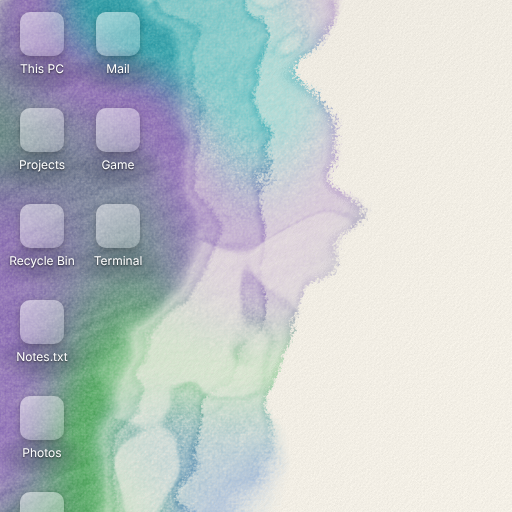 This PC
Mail
Projects
Game
Recycle Bin
Terminal
Notes.txt
Photos